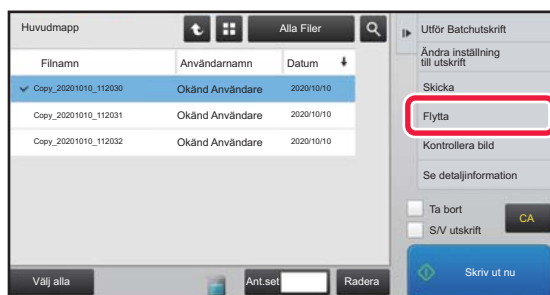 Huvudmapp
Alla Filer
Filnamn Användarnamn Datum
Copy_20201010_112030 Okänd Användare 2020/10/10
Copy_20201010_112031 Okänd Användare 2020/10/10
Copy_20201010_112032 Okänd Användare 2020/10/10
Välj alla
Ant.set
Radera
Utför Batchutskrift
Ändra inställning
till utskrift
Skicka
Flytta
Kontrollera bild
Se detaljinformation
Ta bort
S/V utskrift
CA
Skriv ut nu